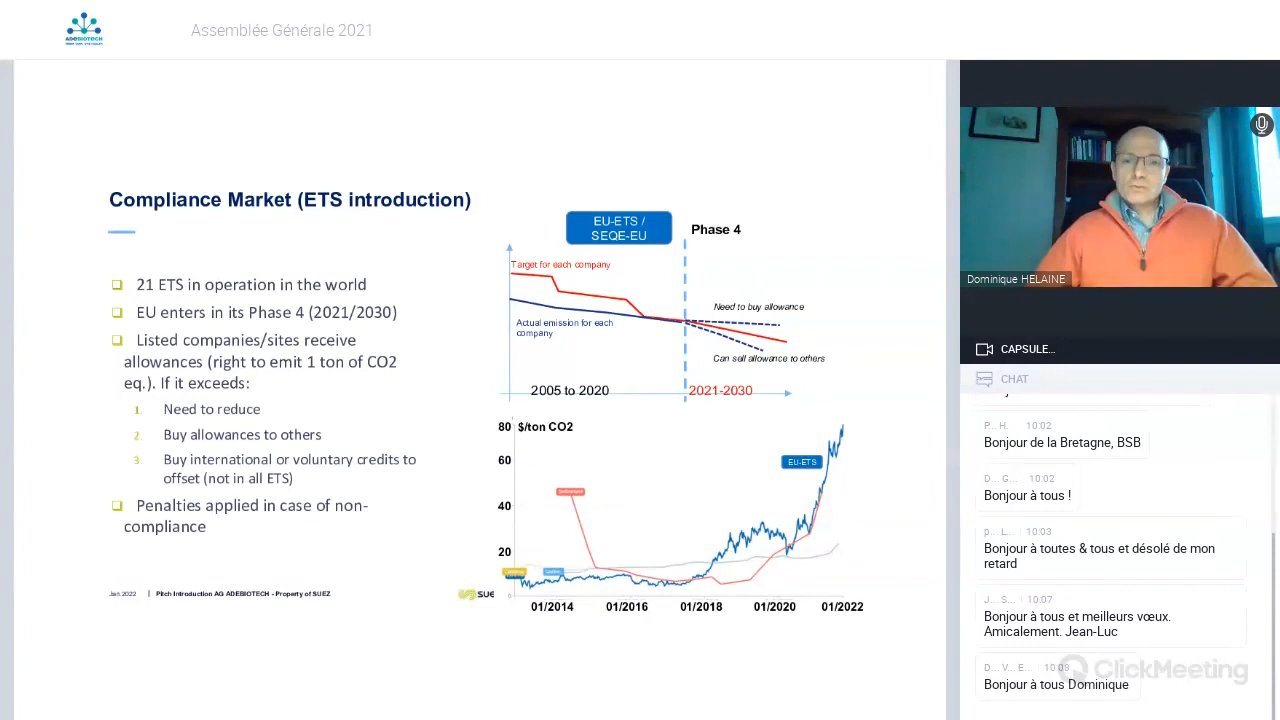 ADEBIOTECH
Assemblée Générale 2021
Compliance Market (ETS introduction)
❑ 21 ETS in operation in the world
❑ EU enters in its Phase 4 (2021/2030)
❑ Listed companies/sites receive
allowances (right to emit 1 ton of CO2
eq.). If it exceeds:
1. Need to reduce
2. Buy allowances to others
3. Buy international or voluntary credits to
offset (not in all ETS)
❑ Penalties applied in case of non-
compliance
Jan.2022 | Pitch Introduction AG ADEBIOTECH - Property of SUEZ
SUE
EU-ETS /
SEQE-EU
Phase 4
Target for each company
Need to buy allowance
Actual emission for each
company
Can sell allowance to others
2005 to 2020
2021-2030
80 $/ton CO2
60
EU-ETS
40
20
0
01/2014 01/2016 01/2018 01/2020 01/2022
Dominique HELAINE
CAPSULE...
CHAT
P... H. 10:02
Bonjour de la Bretagne, BSB
D... G... 10:02
Bonjour à tous !
p... L... 10:03
Bonjour à toutes & tous et désolé de mon
retard
J... S... 10:07
Bonjour à tous et meilleurs vœux.
Amicalement. Jean-Luc
D... V... E... 10:08
Bonjour à tous Dominique
ClickMeeting